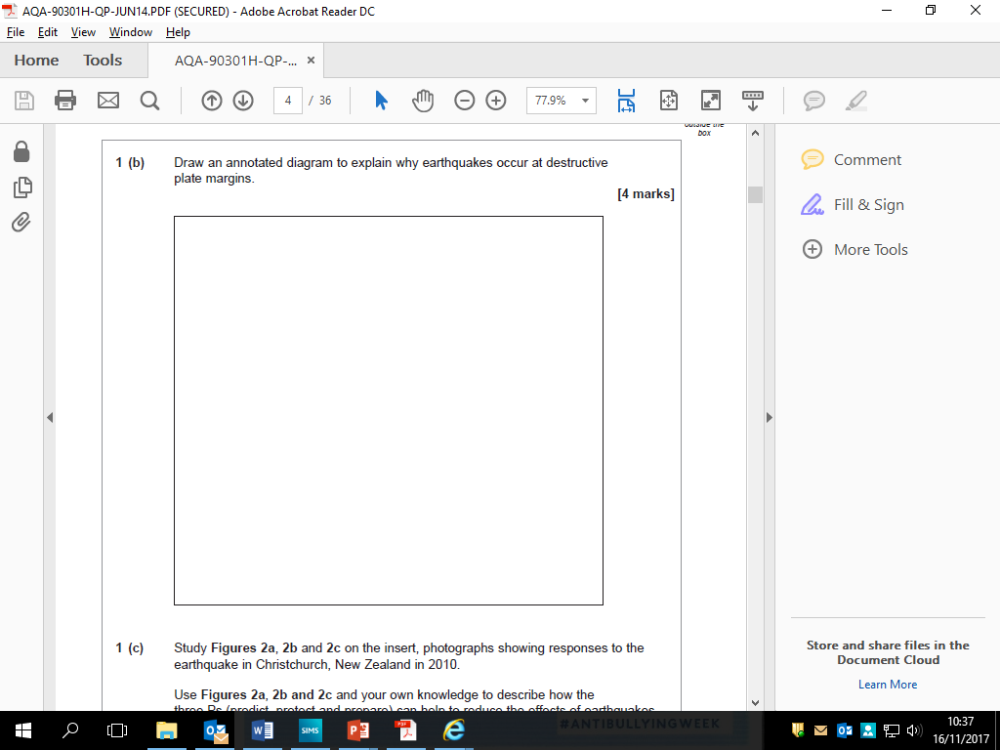 AQA-90301H-QP-JUN14.PDF (SECURED) - Adobe Acrobat Reader DC
File Edit View Window Help
Home Tools AQA-90301H-QP-... ×
4 / 36 77.9%
outside the
box
1 (b) Draw an annotated diagram to explain why earthquakes occur at destructive
plate margins.
[4 marks]
1 (c) Study Figures 2a, 2b and 2c on the insert, photographs showing responses to the
earthquake in Christchurch, New Zealand in 2010.
Use Figures 2a, 2b and 2c and your own knowledge to describe how the
three Ps (predict, protect and prepare) can help to reduce the effects of earthquakes
Comment
Fill & Sign
More Tools
Store and share files in the
Document Cloud
Learn More
SIMS
#ANTIBULLYINGWEEK
10:37
16/11/2017